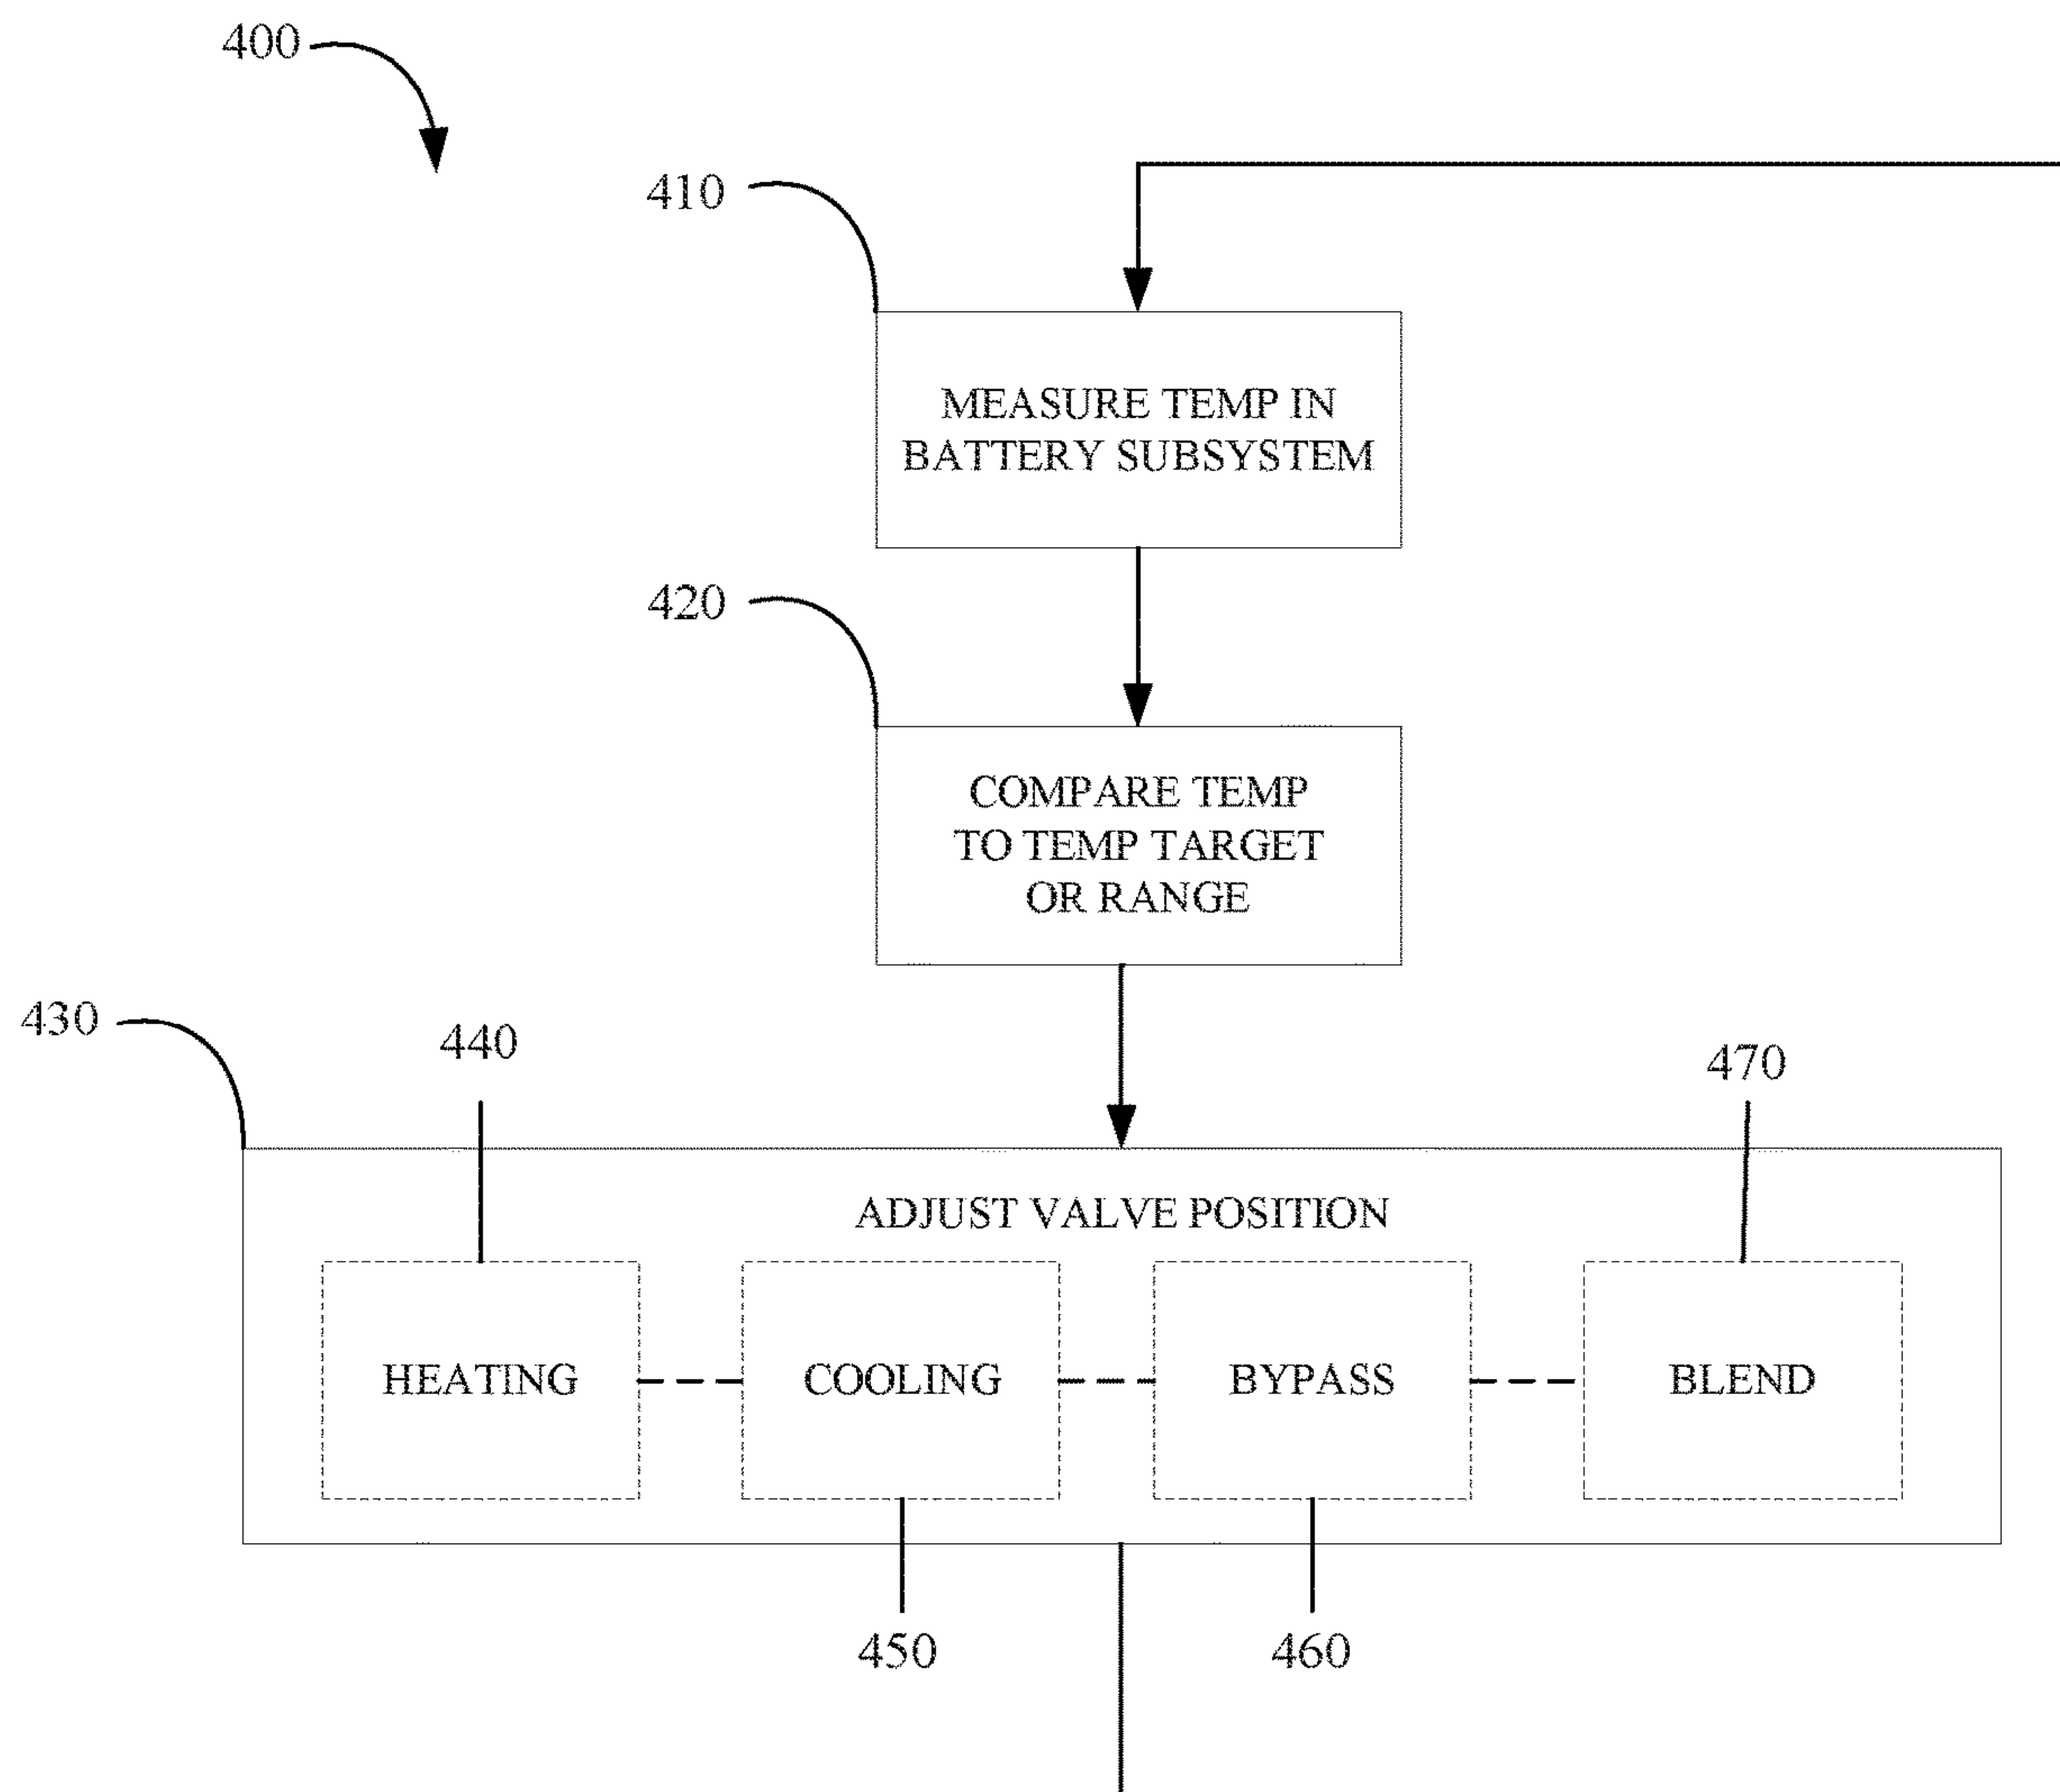 400
410
MEASURE TEMP IN
BATTERY SUBSYSTEM
420
COMPARE TEMP
TO TEMP TARGET
OR RANGE
430
440
470
ADJUST VALVE POSITION
HEATING
COOLING
BYPASS
BLEND
450
460